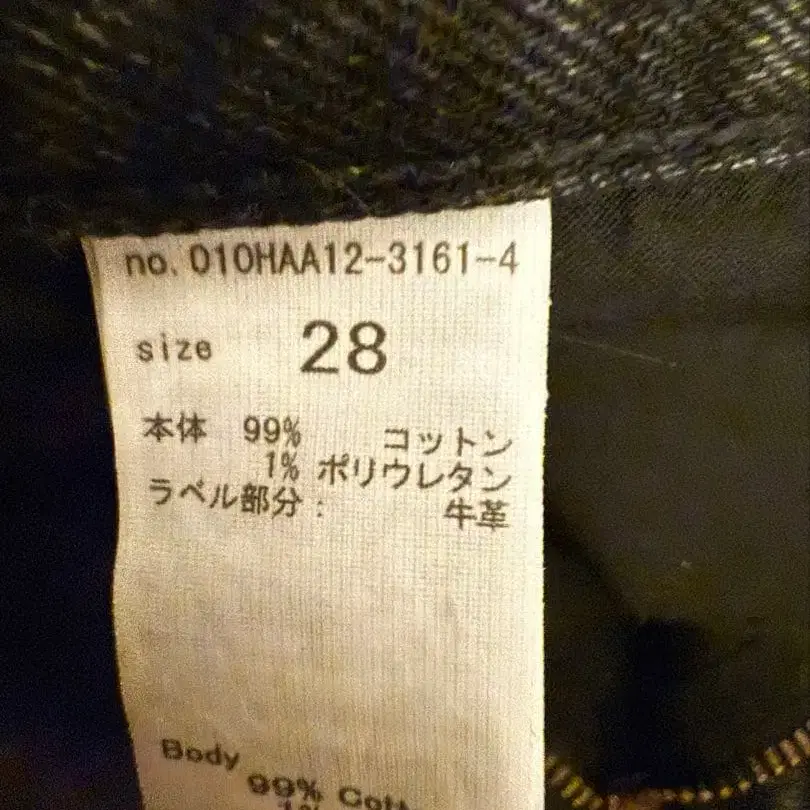 no. 010HAA12-3161-4
size 28
本体 99% コットン
1% ポリウレタン
ラベル部分: 牛革
Body
99% Cott
1%